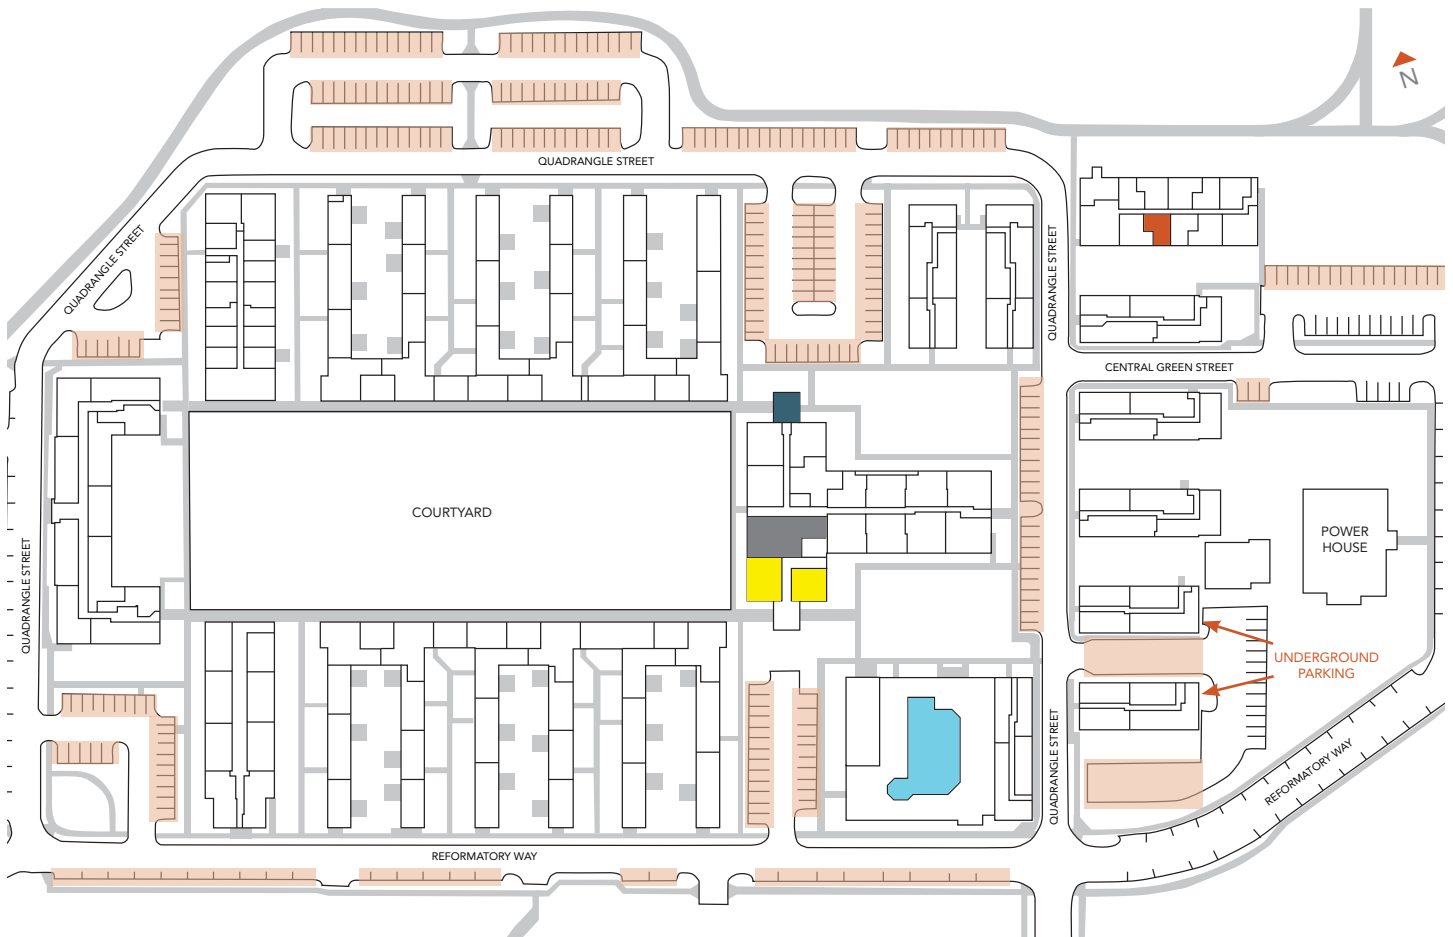 N
QUADRANGLE STREET
QUADRANGLE STREET
QUADRANGLE STREET
CENTRAL GREEN STREET
COURTYARD
POWER
HOUSE
QUADRANGLE STREET
UNDERGROUND
PARKING
QUADRANGLE STREET
REFORMATORY WAY
REFORMATORY WAY